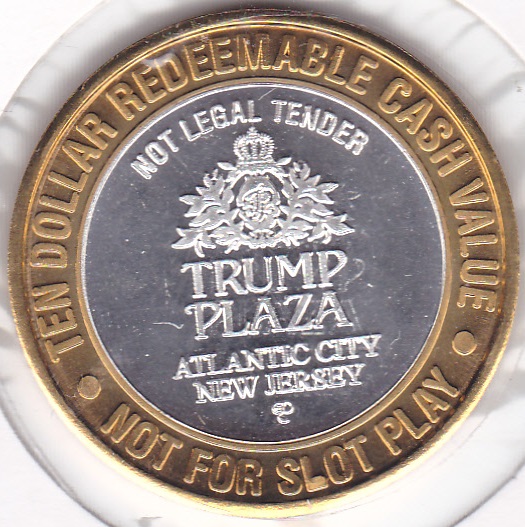 TEN DOLLAR REDEEMABLE CASH VALUE
NOT LEGAL TENDER
TRUMP
PLAZA
ATLANTIC CITY
NEW JERSEY
NOT FOR SLOT PLAY